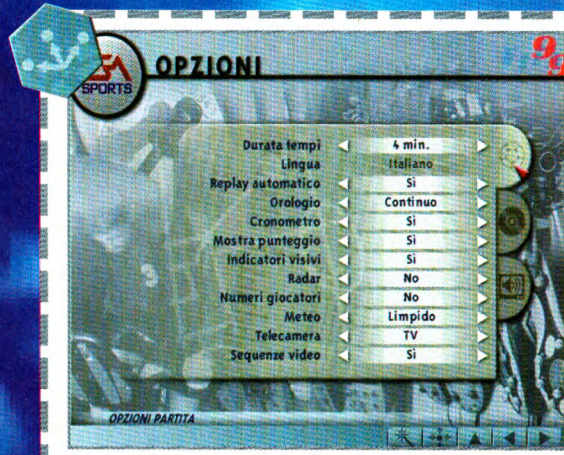 EA
SPORTS
OPZIONI
99
Durata tempi 4 min.
Lingua Italiano
Replay automatico Sì
Orologio Continuo
Cronometro Sì
Mostra punteggio Sì
Indicatori visivi Sì
Radar No
Numeri giocatori No
Meteo Limpido
Telecamera TV
Sequenze video Sì
OPZIONI PARTITA